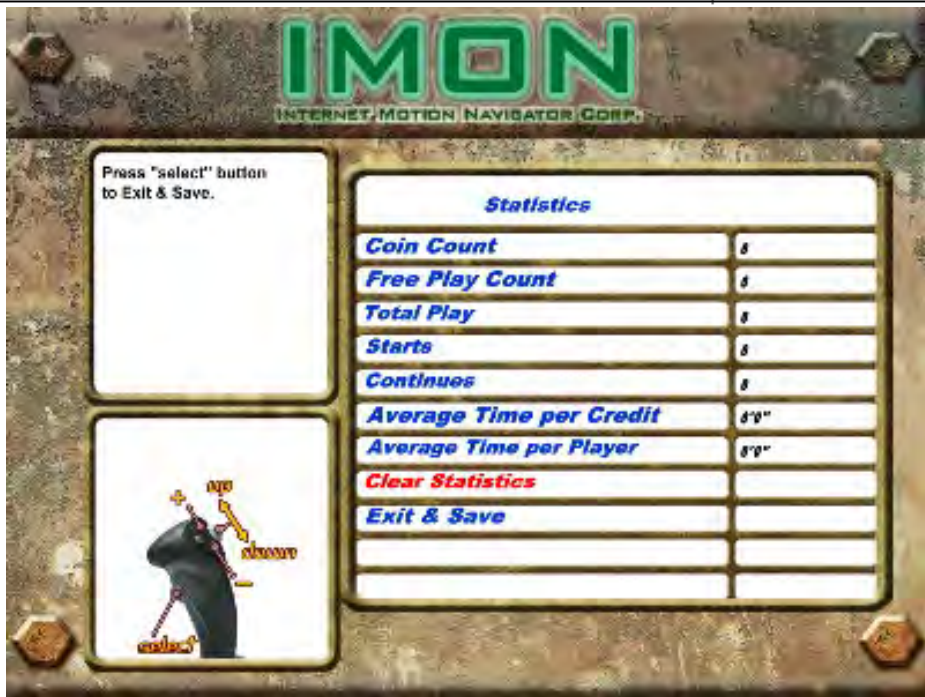 IMON
INTERNET MOTION NAVIGATOR CORP.
Press "select" button
to Exit & Save.
Statistics
Coin Count
Free Play Count
Total Play
Starts
Continues
Average Time per Credit
Average Time per Player
Clear Statistics
Exit & Save
+
up
down
−
select